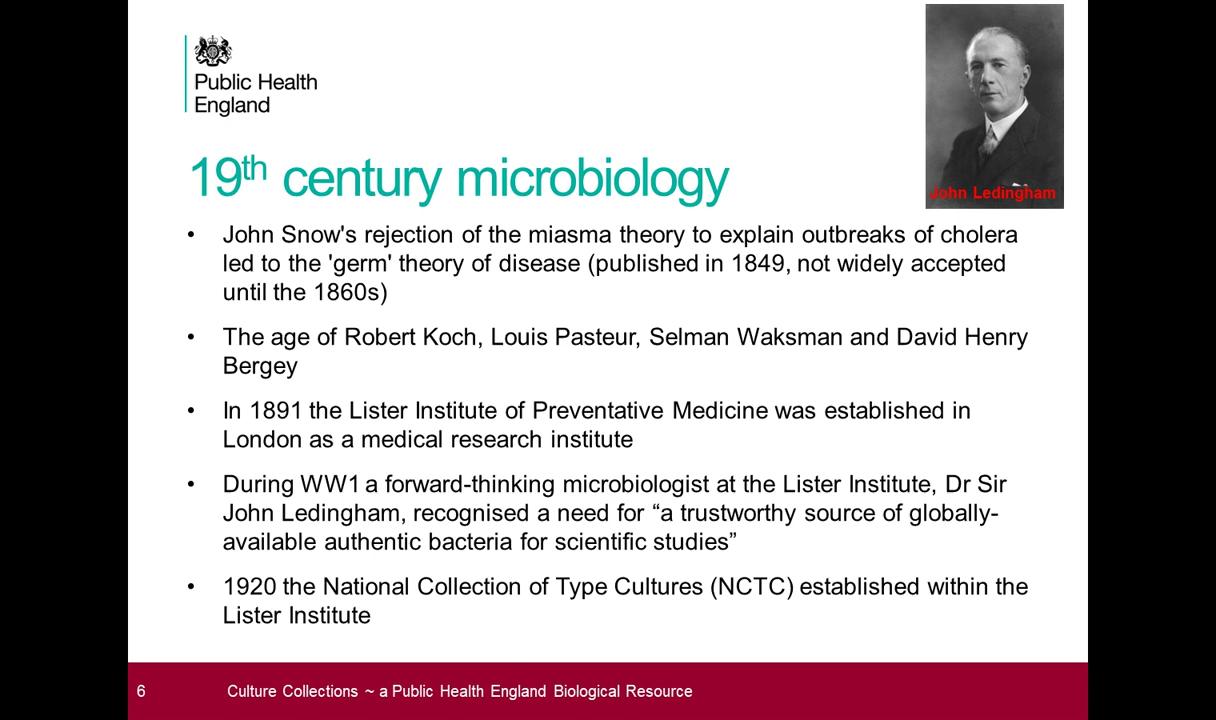 Public Health
England
John Ledingham
19th century microbiology
• John Snow's rejection of the miasma theory to explain outbreaks of cholera
led to the 'germ' theory of disease (published in 1849, not widely accepted
until the 1860s)
• The age of Robert Koch, Louis Pasteur, Selman Waksman and David Henry
Bergey
• In 1891 the Lister Institute of Preventative Medicine was established in
London as a medical research institute
• During WW1 a forward-thinking microbiologist at the Lister Institute, Dr Sir
John Ledingham, recognised a need for “a trustworthy source of globally-
available authentic bacteria for scientific studies”
• 1920 the National Collection of Type Cultures (NCTC) established within the
Lister Institute
6 Culture Collections ~ a Public Health England Biological Resource